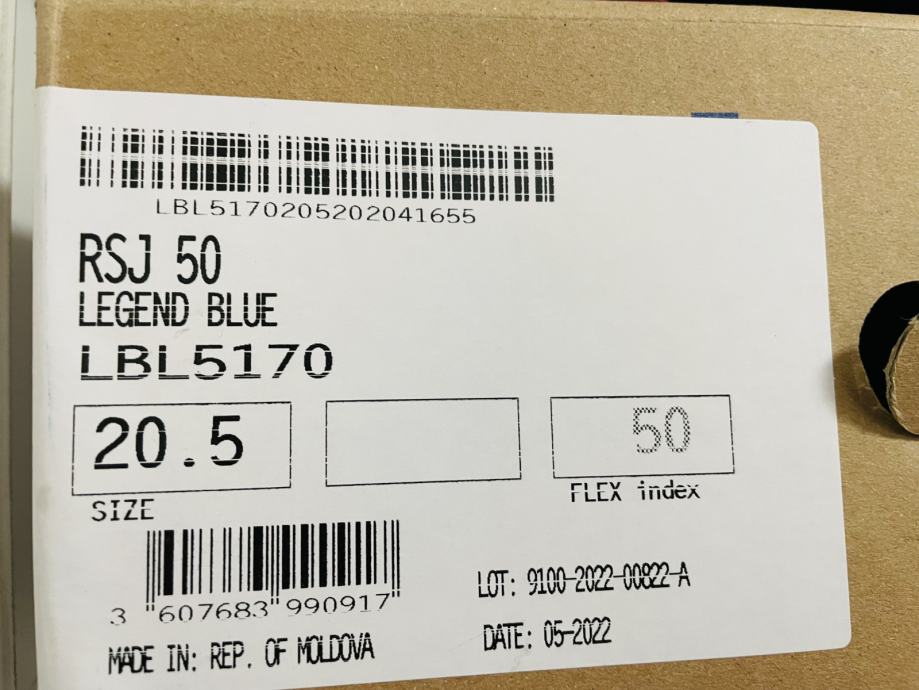 LBL5170205202041655
RSJ 50
LEGEND BLUE
LBL5170
20.5
50
SIZE
FLEX index
3 607683 990917
LOT: 9100-2022-00822-A
MADE IN: REP. OF MOLDOVA
DATE: 05-2022